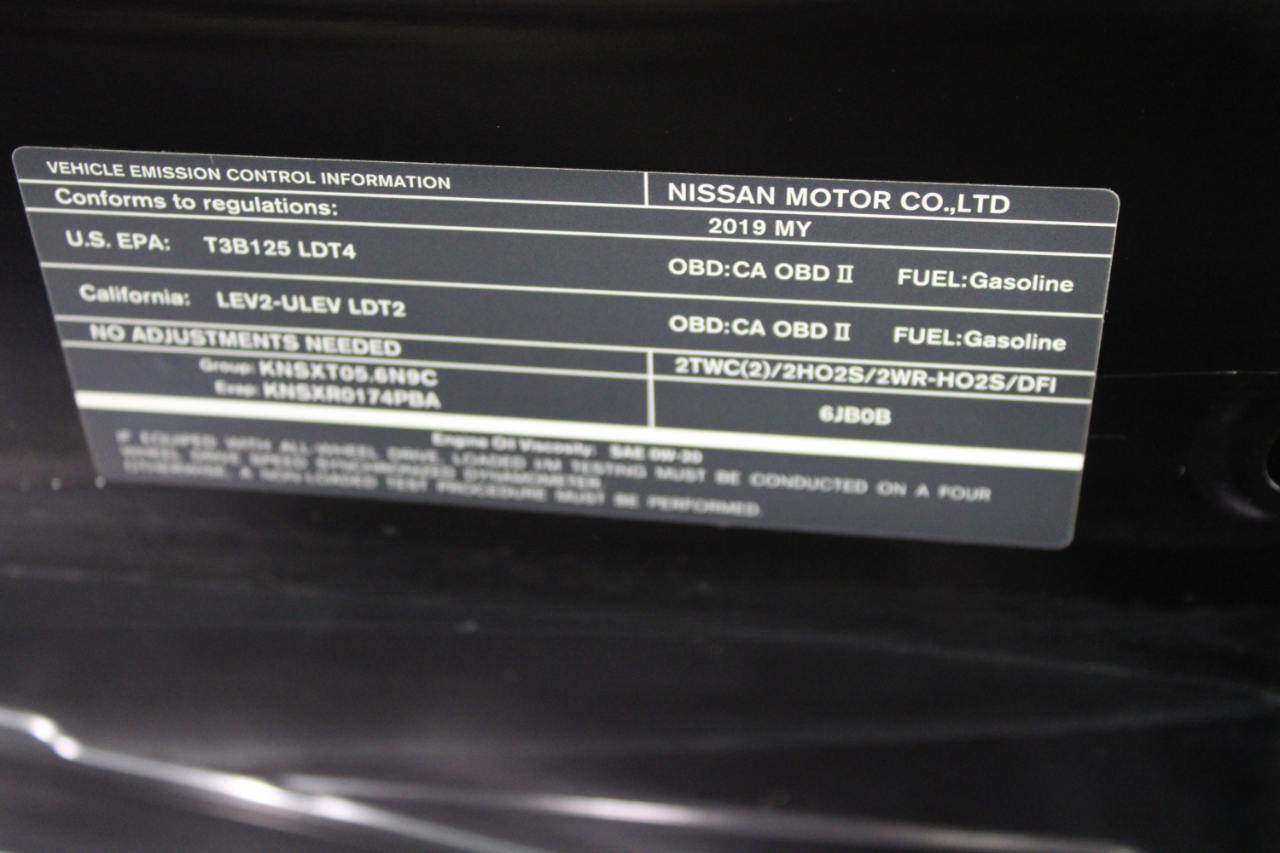 VEHICLE EMISSION CONTROL INFORMATION
NISSAN MOTOR CO.,LTD
Conforms to regulations:
2019 MY
U.S. EPA: T3B125 LDT4
OBD:CA OBD II FUEL:Gasoline
California: LEV2-ULEV LDT2
OBD:CA OBD II FUEL:Gasoline
NO ADJUSTMENTS NEEDED
2TWC(2)/2HO2S/2WR-HO2S/DFI
Group: KNSXT05.6N9C
Evap: KNSXR0174PBA
6JB0B
Engine Oil Viscosity: SAE 0W-20
IF EQUIPED WITH ALL-WHEEL DRIVE, LOADED I/M TESTING MUST BE CONDUCTED ON A FOUR
WHEEL DRIVE SPEED SYNCHRONIZED DYNAMOMETER.
OTHERWISE, A NON-LOADED TEST PROCEDURE MUST BE PERFORMED.